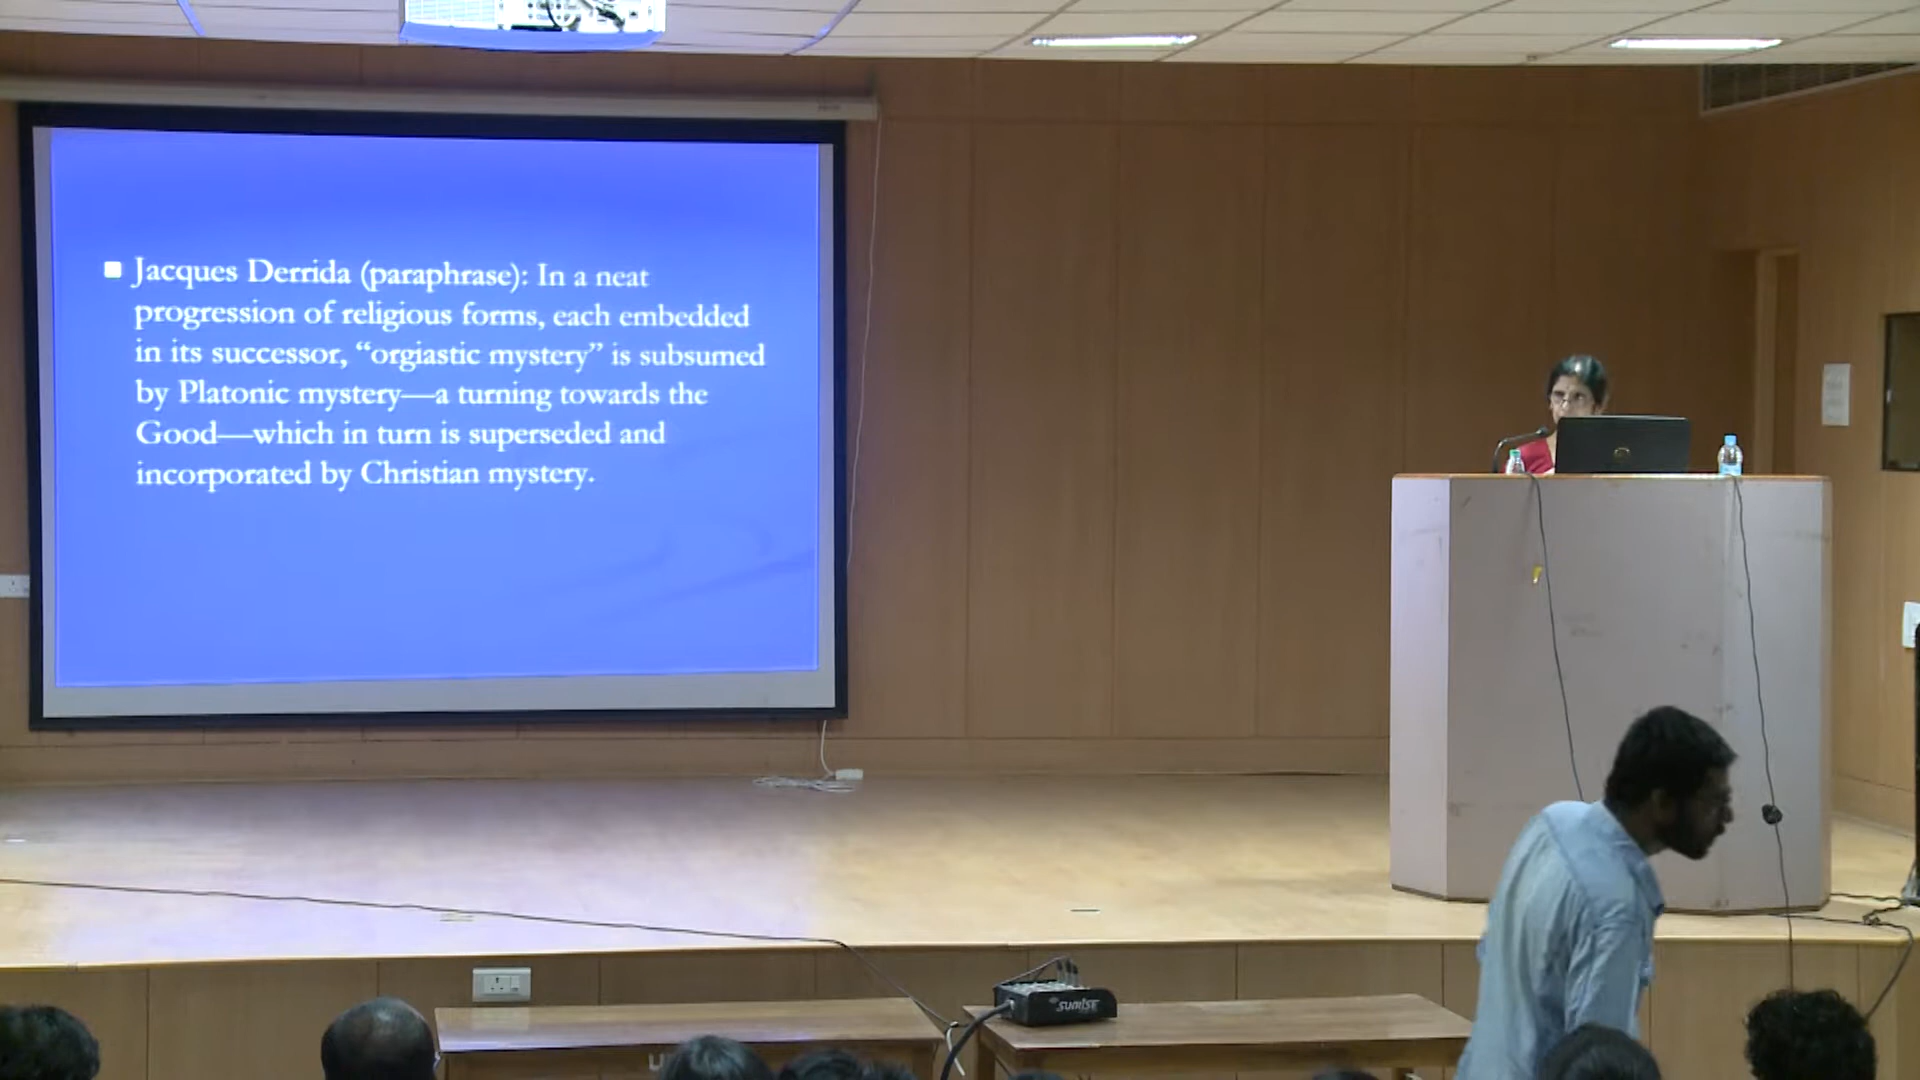 Jacques Derrida (paraphrase): In a neat
progression of religious forms, each embedded
in its successor, “orgiastic mystery” is subsumed
by Platonic mystery—a turning towards the
Good—which in turn is superseded and
incorporated by Christian mystery.
SUNRISE